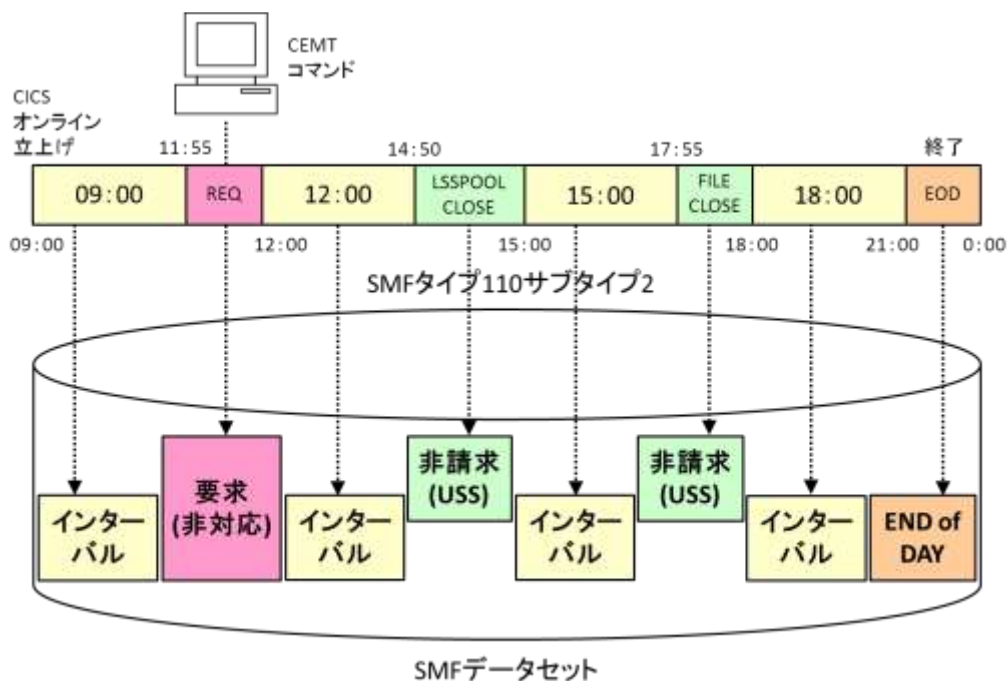 CEMT
コマンド
CICS
オンライン
立上げ
11:55
14:50
17:55
終了
09:00
REQ
12:00
LSSPOOL
CLOSE
15:00
FILE
CLOSE
18:00
EOD
09:00
12:00
15:00
18:00
21:00
0:00
SMFタイプ110サブタイプ2
インター
バル
要求
(非対応)
インター
バル
非請求
(USS)
インター
バル
非請求
(USS)
インター
バル
END of
DAY
SMFデータセット